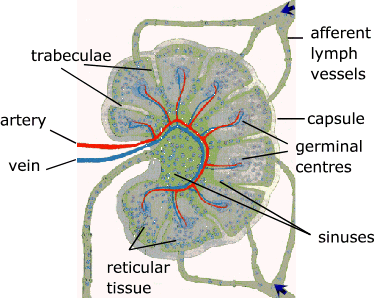 trabeculae
artery
vein
reticular
tissue
afferent
lymph
vessels
capsule
germinal
centres
sinuses